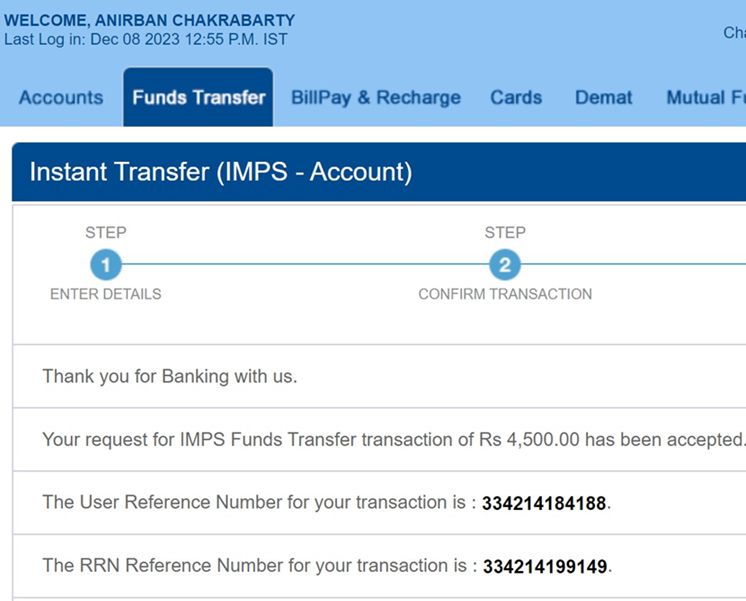 WELCOME, ANIRBAN CHAKRABARTY
Last Log in: Dec 08 2023 12:55 P.M. IST
Accounts Funds Transfer BillPay & Recharge Cards Demat Mutual
Instant Transfer (IMPS - Account)
STEP STEP
1 2
ENTER DETAILS CONFIRM TRANSACTION
Thank you for Banking with us.
Your request for IMPS Funds Transfer transaction of Rs 4,500.00 has been accepted.
The User Reference Number for your transaction is : 334214184188.
The RRN Reference Number for your transaction is : 334214199149.